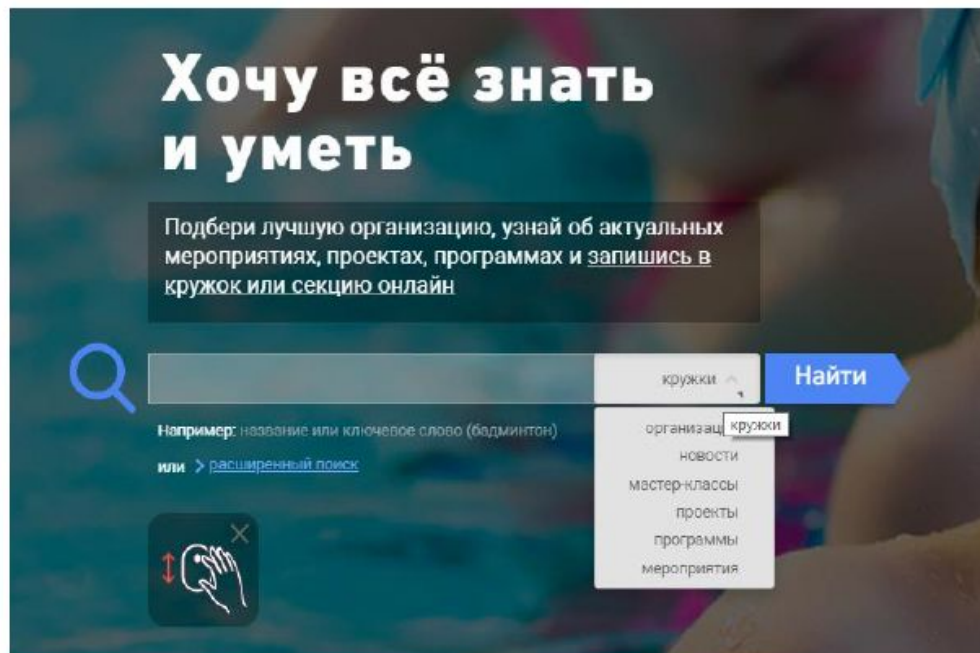 Хочу всё знать
и уметь
Подбери лучшую организацию, узнай об актуальных
мероприятиях, проектах, программах и запишись в
кружок или секцию онлайн
кружки
Найти
Например: название или ключевое слово (бадминтон)
или > расширенный поиск
кружки
новости
мастер-классы
проекты
программы
мероприятия